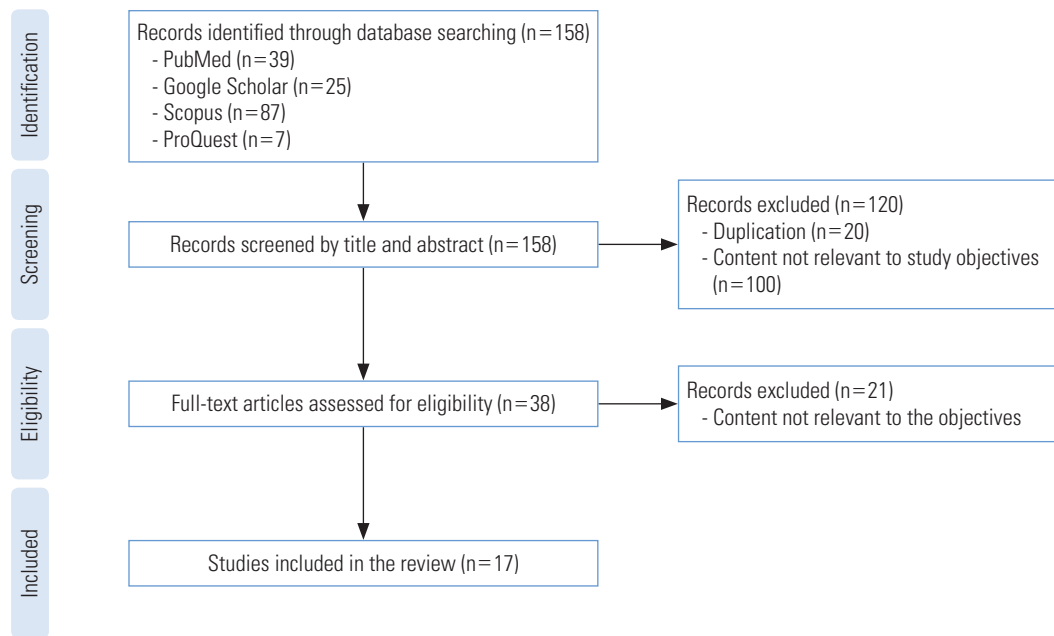 Identification
Records identified through database searching (n=158)
- PubMed (n=39)
- Google Scholar (n=25)
- Scopus (n=87)
- ProQuest (n=7)
Screening
Records screened by title and abstract (n=158)
Records excluded (n=120)
- Duplication (n=20)
- Content not relevant to study objectives
(n=100)
Eligibility
Full-text articles assessed for eligibility (n=38)
Records excluded (n=21)
- Content not relevant to the objectives
Included
Studies included in the review (n=17)